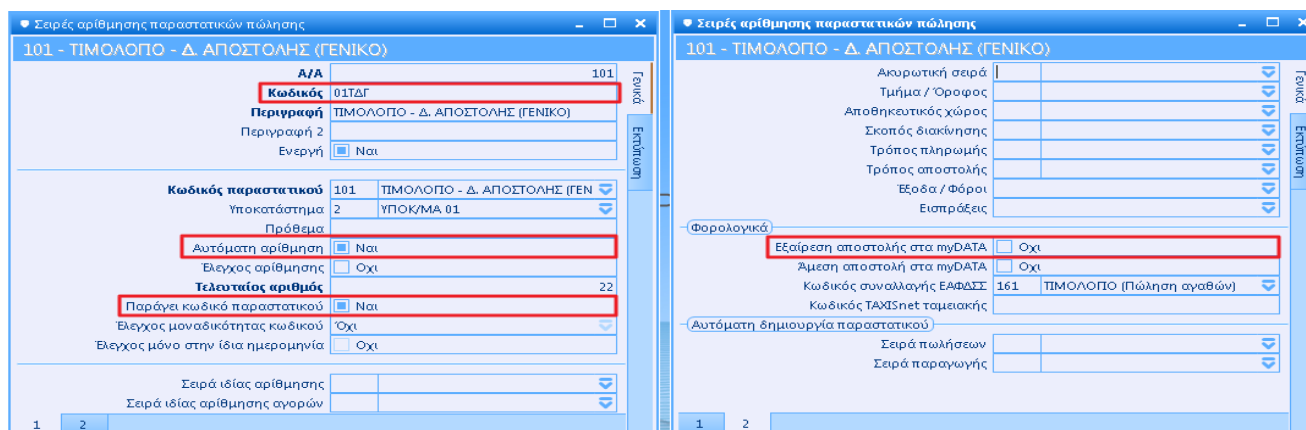 Σειρές αρίθμησης παραστατικών πώλησης
101 - ΤΙΜΟΛΟΓΙΟ - Δ. ΑΠΟΣΤΟΛΗΣ (ΓΕΝΙΚΟ)
Α/Α 101
Κωδικός 01ΤΔΓ
Περιγραφή ΤΙΜΟΛΟΓΙΟ - Δ. ΑΠΟΣΤΟΛΗΣ (ΓΕΝΙΚΟ)
Περιγραφή 2
Ενεργή Ναι
Κωδικός παραστατικού 101 ΤΙΜΟΛΟΓΙΟ - Δ. ΑΠΟΣΤΟΛΗΣ (ΓΕΝ
Υποκατάστημα 2 ΥΠΟΚ/ΜΑ 01
Πρόθεμα
Αυτόματη αρίθμηση Ναι
Έλεγχος αρίθμησης Όχι
Τελευταίος αριθμός 22
Παράγει κωδικό παραστατικού Ναι
Έλεγχος μοναδικότητας κωδικού Όχι
Έλεγχος μόνο στην ίδια ημερομηνία Όχι
Σειρά ιδίας αρίθμησης
Σειρά ιδίας αρίθμησης αγορών
1 2
Γενικά
Εκτύπωση
Σειρές αρίθμησης παραστατικών πώλησης
101 - ΤΙΜΟΛΟΓΙΟ - Δ. ΑΠΟΣΤΟΛΗΣ (ΓΕΝΙΚΟ)
Ακυρωτική σειρά
Τμήμα / Όροφος
Αποθηκευτικός χώρος
Σκοπός διακίνησης
Τρόπος πληρωμής
Τρόπος αποστολής
Έξοδα / Φόροι
Εισπράξεις
Φορολογικά
Εξαίρεση αποστολής στα myDATA Όχι
Άμεση αποστολή στα myDATA Όχι
Κωδικός συναλλαγής ΕΑΦΔΣΣ 161 ΤΙΜΟΛΟΓΙΟ (Πώληση αγαθών)
Κωδικός TAXISnet ταμειακής
Αυτόματη δημιουργία παραστατικού
Σειρά πωλήσεων
Σειρά παραγωγής
1 2
Γενικά
Εκτύπωση